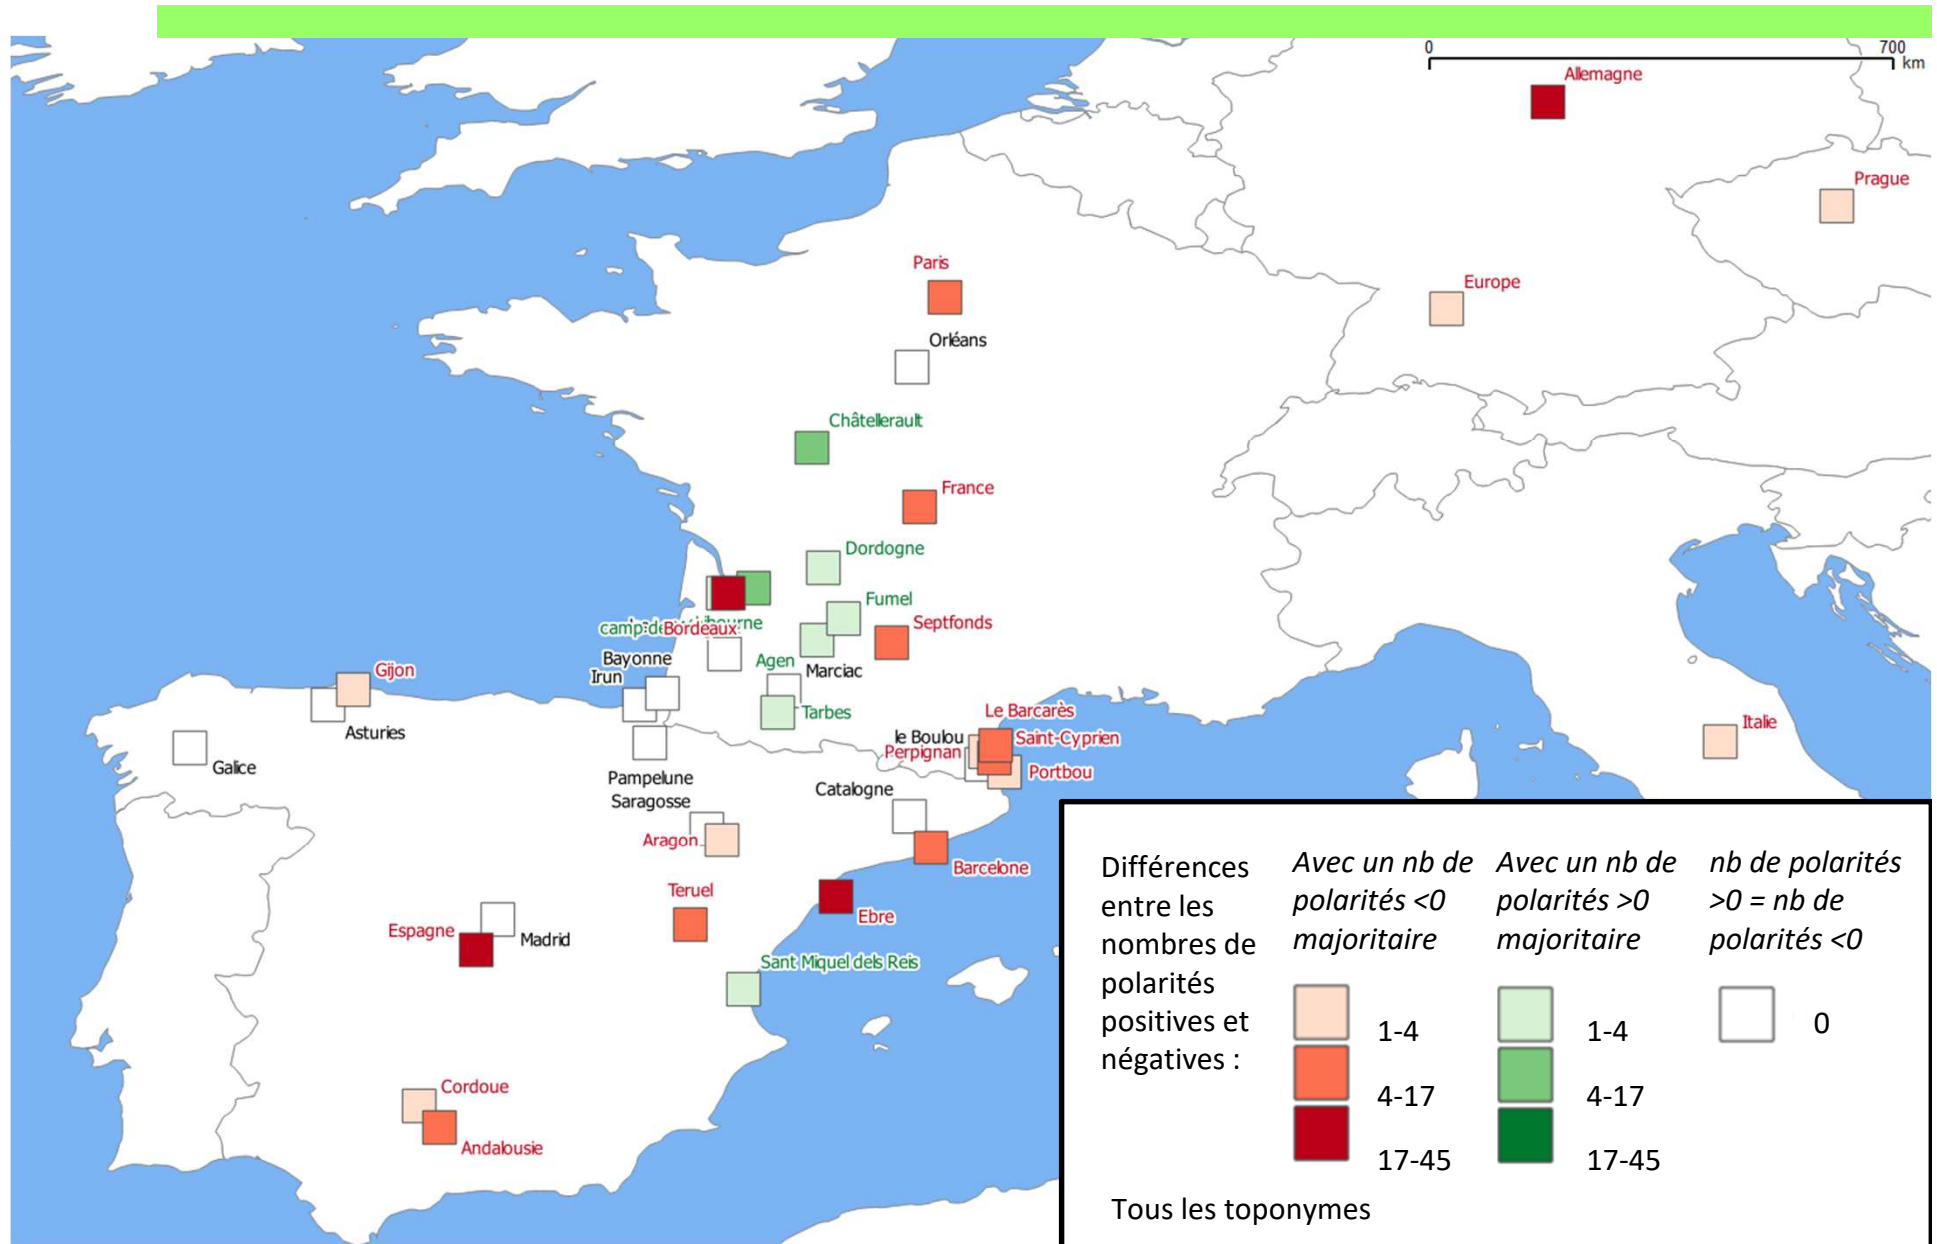 0 700
km
Allemagne
Prague
Paris
Europe
Orléans
Châtellerault
France
Dordogne
Fumel
Septfonds
camp de
Bordeaux
Bayonne
Agen
Marciac
Irun
Gijon
Tarbes
Asturies
Le Barcarès
Italie
le Boulou
Saint-Cyprien
Perpignan
Galice
Portbou
Pampelune
Catalogne
Saragosse
Aragon
Barcelone
Teruel
Ebre
Espagne
Madrid
Sant Miquel dels Reis
Cordoue
Andalousie
Différences
entre les
nombres de
polarités
positives et
négatives :
Avec un nb de
polarités <0
majoritaire
1-4
4-17
17-45
Avec un nb de
polarités >0
majoritaire
1-4
4-17
17-45
nb de polarités
>0 = nb de
polarités <0
0
Tous les toponymes